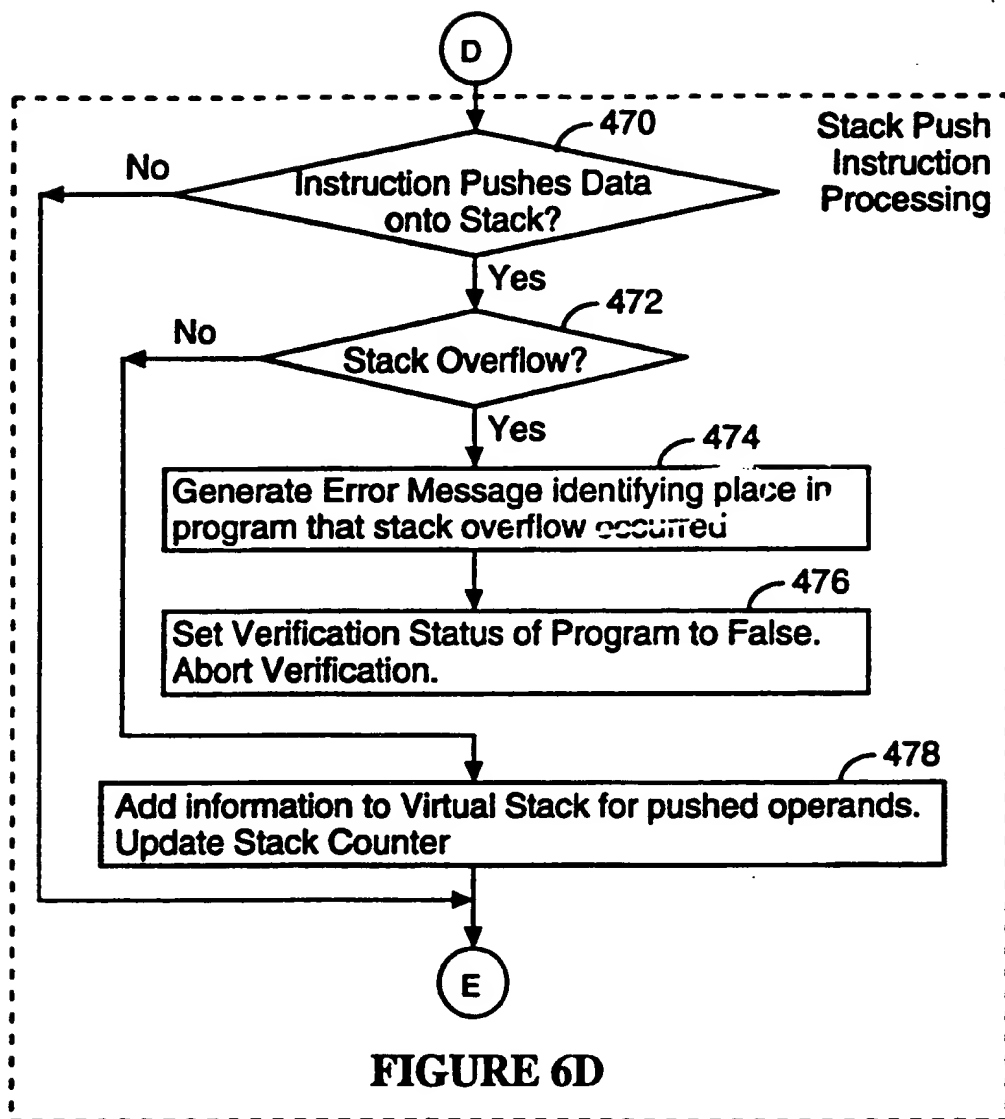 D
470
Stack Push
Instruction
Processing
No
Instruction Pushes Data
onto Stack?
Yes
472
No
Stack Overflow?
Yes
474
Generate Error Message identifying place in
program that stack overflow occurred
476
Set Verification Status of Program to False.
Abort Verification.
478
Add information to Virtual Stack for pushed operands.
Update Stack Counter
E
FIGURE 6D